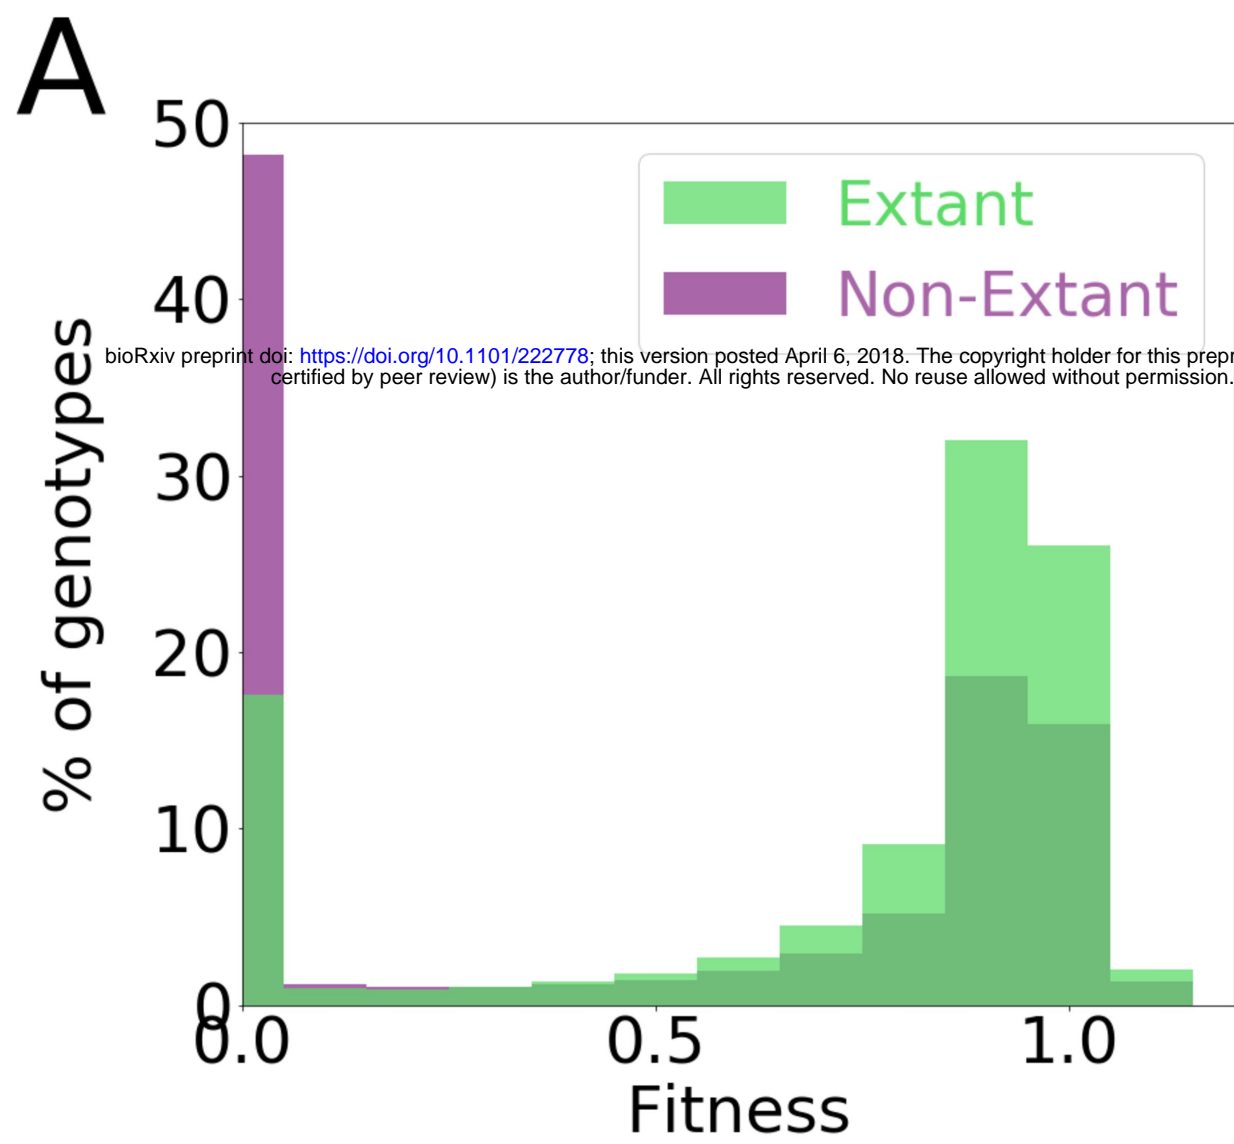 A
50
Extant
Non-Extant
40
bioRxiv preprint doi: https://doi.org/10.1101/222778; this version posted April 6, 2018. The copyright holder for this
certified by peer review) is the author/funder. All rights reserved. No reuse allowed without permission.
30
20
10
0
% of genotypes
0.0 0.5 1.0
Fitness